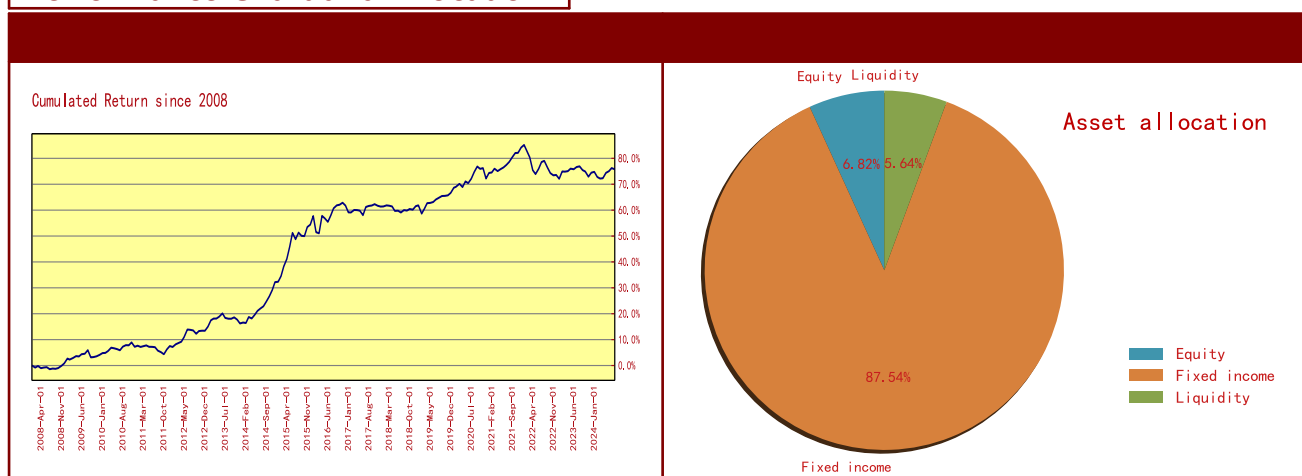 Cumulated Return since 2008
80.0%
70.0%
60.0%
50.0%
40.0%
30.0%
20.0%
10.0%
0.0%
2008-Apr-01
2008-Nov-01
2009-Jun-01
2010-Jan-01
2010-Aug-01
2011-Mar-01
2011-Oct-01
2012-May-01
2012-Dec-01
2013-Jul-01
2014-Feb-01
2014-Sep-01
2015-Apr-01
2015-Nov-01
2016-Jun-01
2017-Jan-01
2017-Aug-01
2018-Mar-01
2018-Oct-01
2019-May-01
2019-Dec-01
2020-Jul-01
2021-Feb-01
2021-Sep-01
2022-Apr-01
2022-Nov-01
2023-Jun-01
2024-Jan-01
Equity Liquidity
Asset allocation
6.82% 5.64%
87.54%
Equity
Fixed income
Liquidity
Fixed income